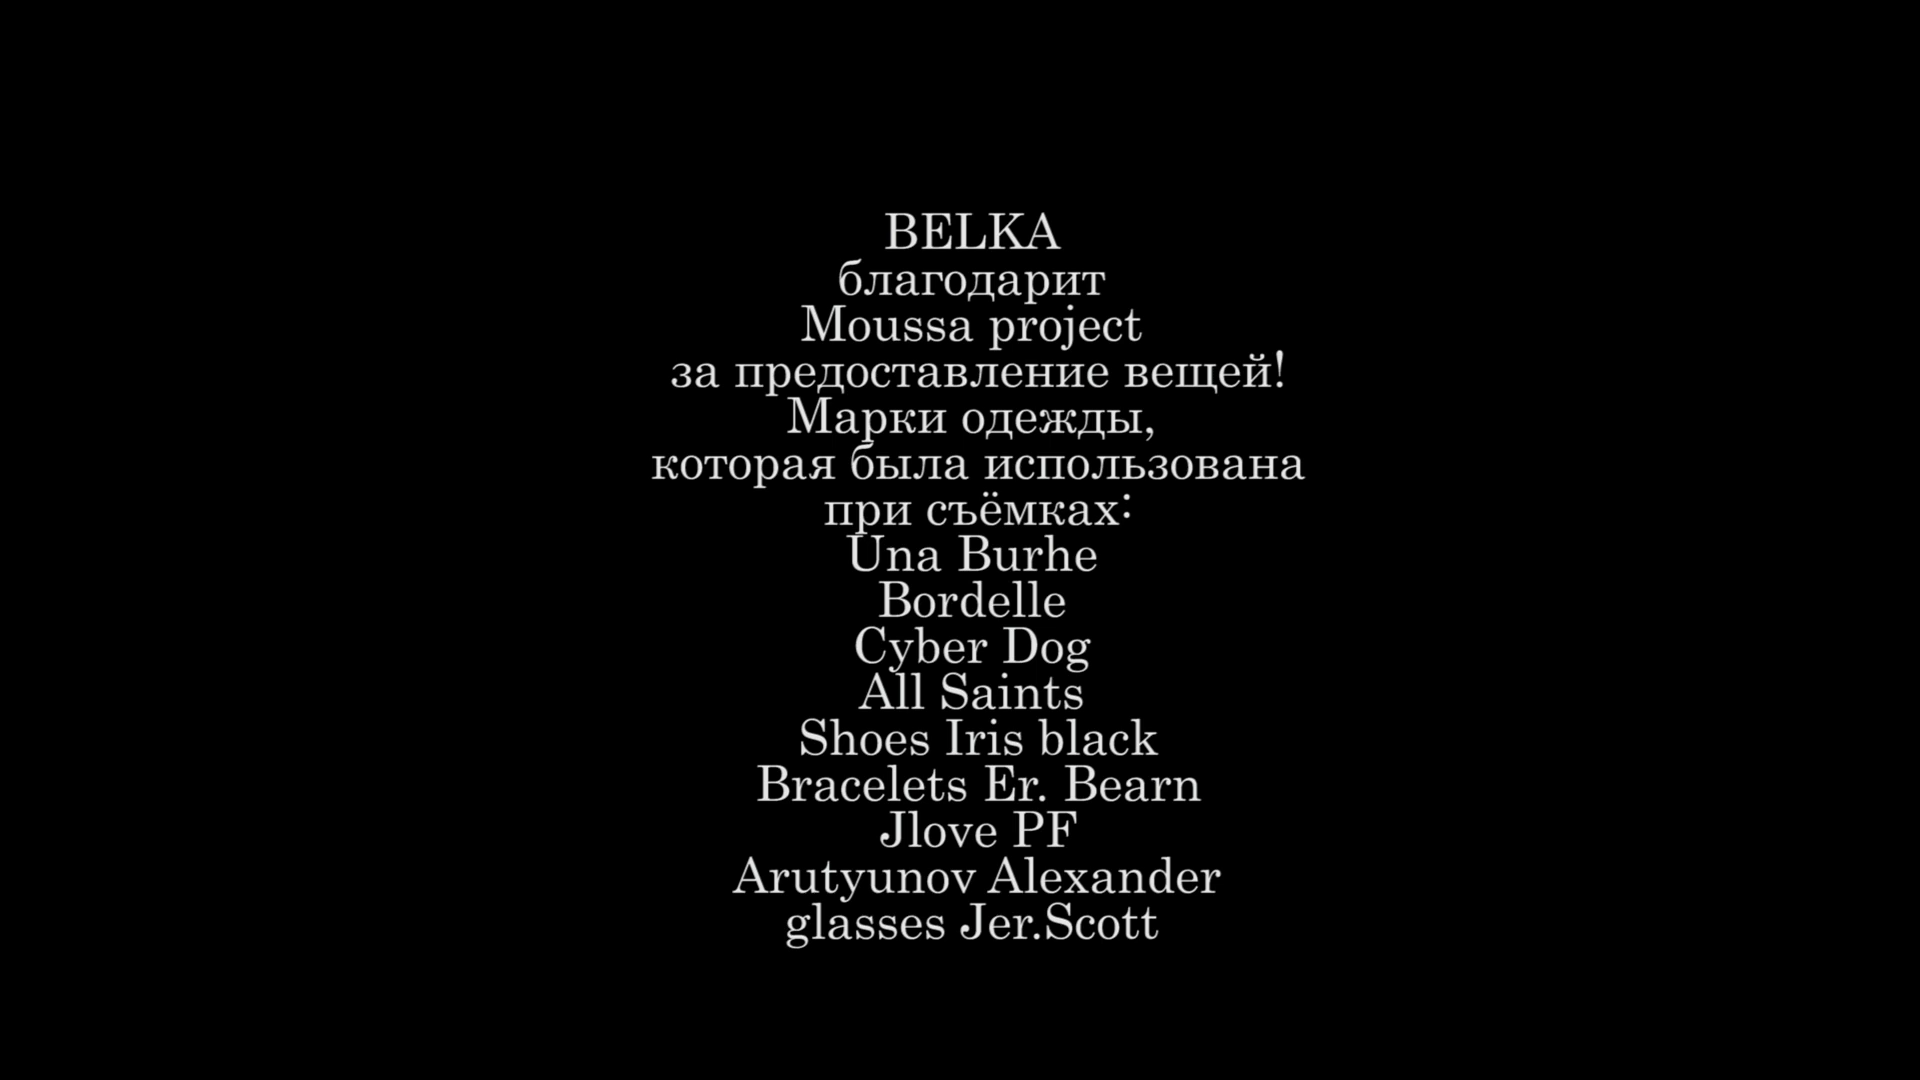 BELKA
благодарит
Moussa project
за предоставление вещей!
Марки одежды,
которая была использована
при съёмках:
Una Burhe
Bordelle
Cyber Dog
All Saints
Shoes Iris black
Bracelets Er. Bearn
Jlove PF
Arutyunov Alexander
glasses Jer.Scott